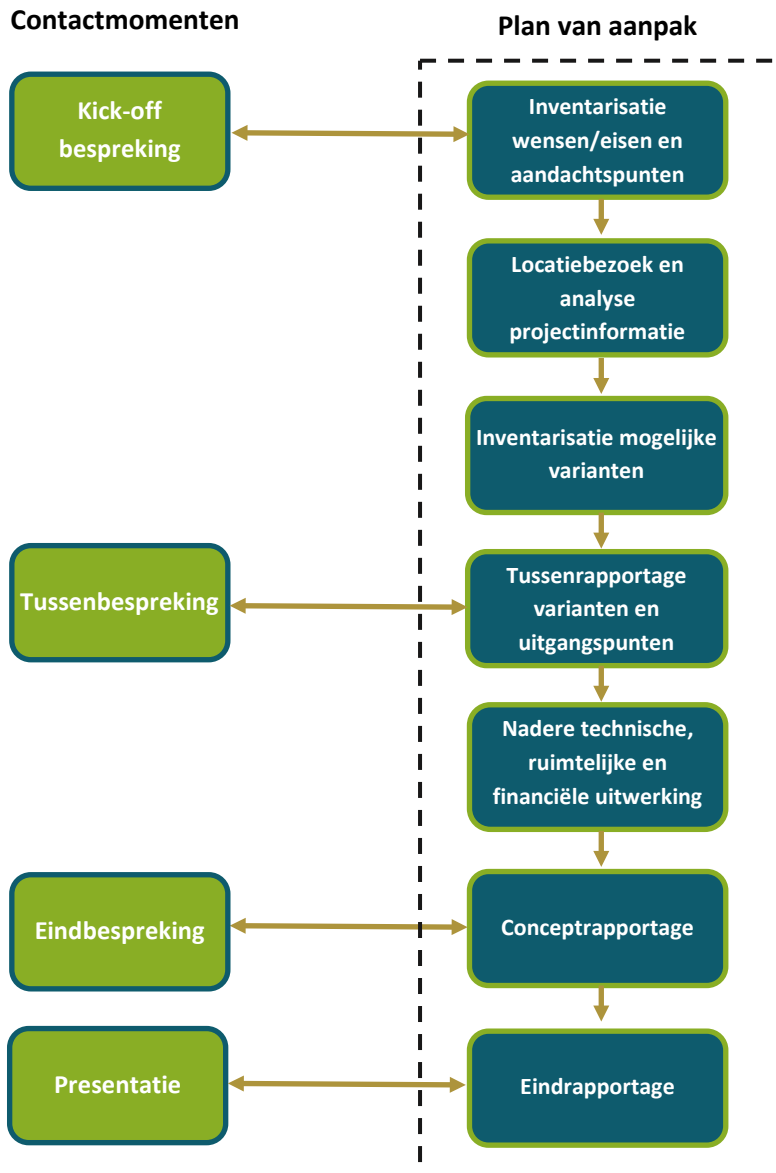 Contactmomenten
Plan van aanpak
Kick-off
bespreking
Inventarisatie
wensen/eisen en
aandachtspunten
Locatiebezoek en
analyse
projectinformatie
Inventarisatie mogelijke
varianten
Tussenbespreking
Tussenrapportage
varianten en
uitgangspunten
Nadere technische,
ruimtelijke en
financiële uitwerking
Eindbespreking
Conceptrapportage
Presentatie
Eindrapportage